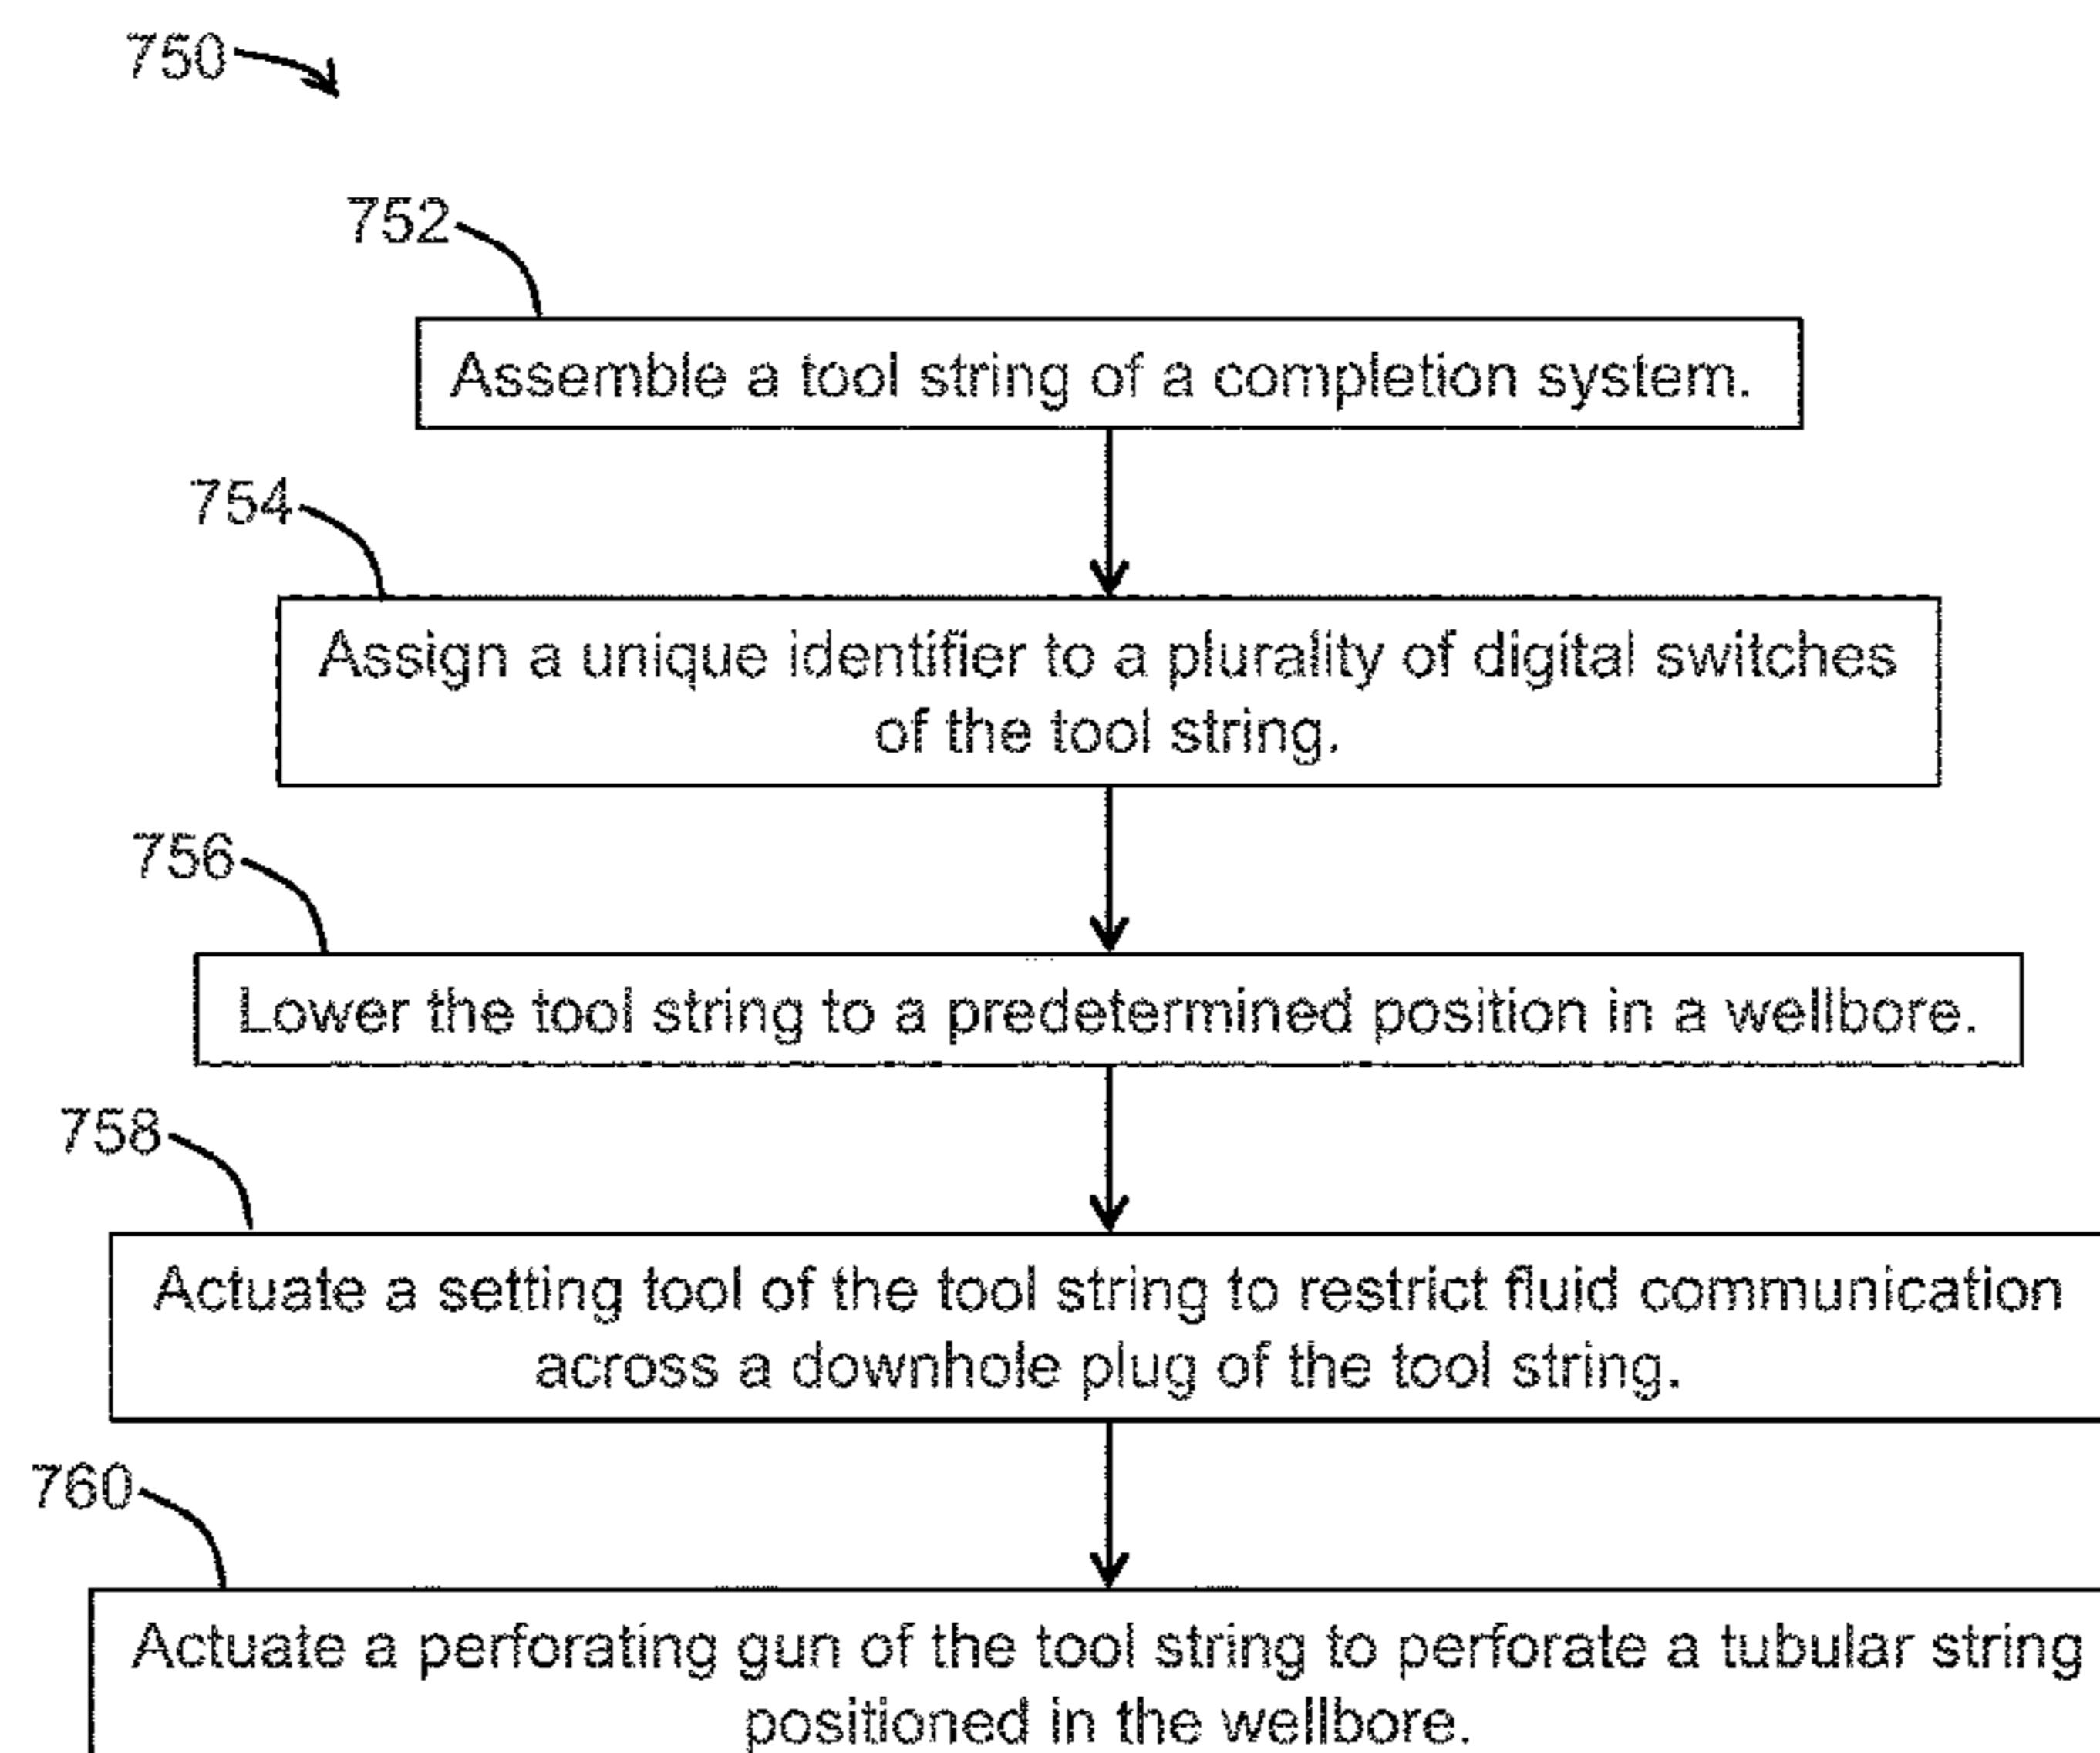 750
752
Assemble a tool string of a completion system.
754
Assign a unique identifier to a plurality of digital switches
of the tool string.
756
Lower the tool string to a predetermined position in a wellbore.
758
Actuate a setting tool of the tool string to restrict fluid communication
across a downhole plug of the tool string.
760
Actuate a perforating gun of the tool string to perforate a tubular string
positioned in the wellbore.